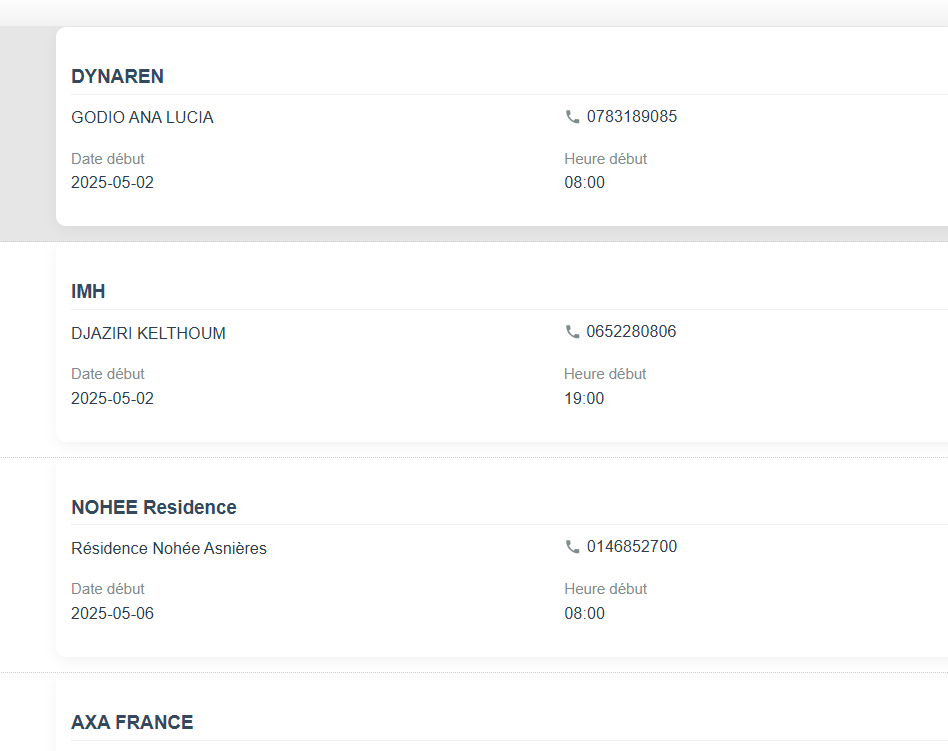 DYNAREN
GODIO ANA LUCIA
0783189085
Date début
Heure début
2025-05-02
08:00
IMH
DJAZIRI KELTHOUM
0652280806
Date début
Heure début
2025-05-02
19:00
NOHEE Residence
Résidence Nohée Asnières
0146852700
Date début
Heure début
2025-05-06
08:00
AXA FRANCE